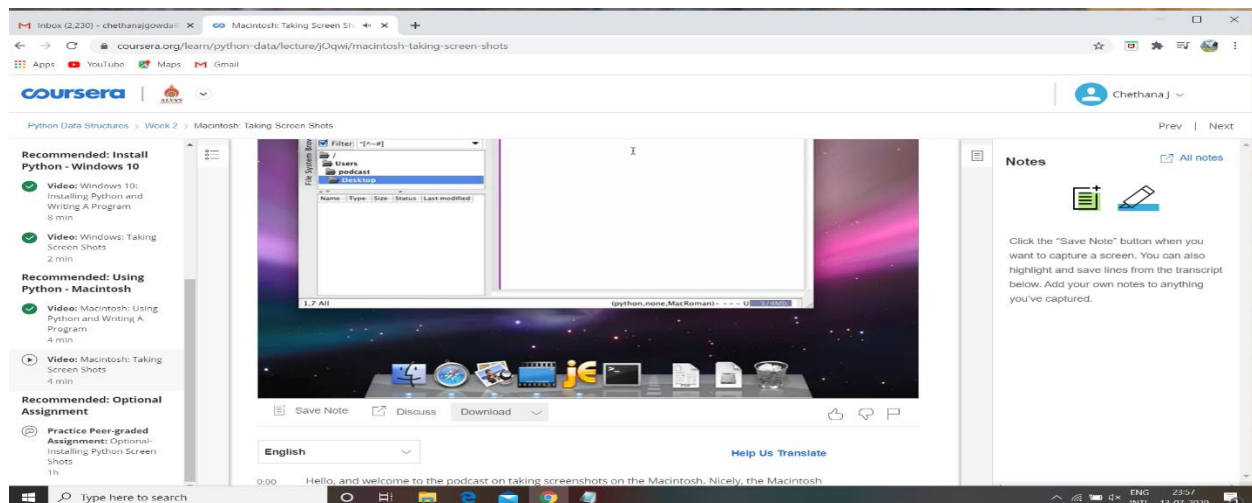 Inbox (2,230) - chethanajgowda
Macintosh: Taking Screen Sh
coursera.org/learn/python-data/lecture/jOqwi/macintosh-taking-screen-shots
Apps YouTube Maps Gmail
coursera
ALVAS
Chethana J
Python Data Structures > Week 2 > Macintosh: Taking Screen Shots
Prev | Next
Recommended: Install
Python - Windows 10
Video: Windows 10:
Installing Python and
Writing A Program
8 min
Video: Windows: Taking
Screen Shots
2 min
Recommended: Using
Python - Macintosh
Video: Macintosh: Using
Python and Writing A
Program
4 min
Video: Macintosh: Taking
Screen Shots
4 min
Recommended: Optional
Assignment
Practice Peer-graded
Assignment: Optional-
Installing Python Screen
Shots
1h
File System Brow
Filter: *[^~#]
/
Users
podcast
Desktop
Name Type Size Status Last modified
1,7 All
(python,none,MacRoman)- - - - U
jE
Save Note Discuss Download
English
Help Us Translate
0:00 Hello, and welcome to the podcast on taking screenshots on the Macintosh. Nicely, the Macintosh
Notes
All notes
Click the "Save Note" button when you
want to capture a screen. You can also
highlight and save lines from the transcript
below. Add your own notes to anything
you've captured.
Type here to search
ENG
INTL
23:57
13-07-2020